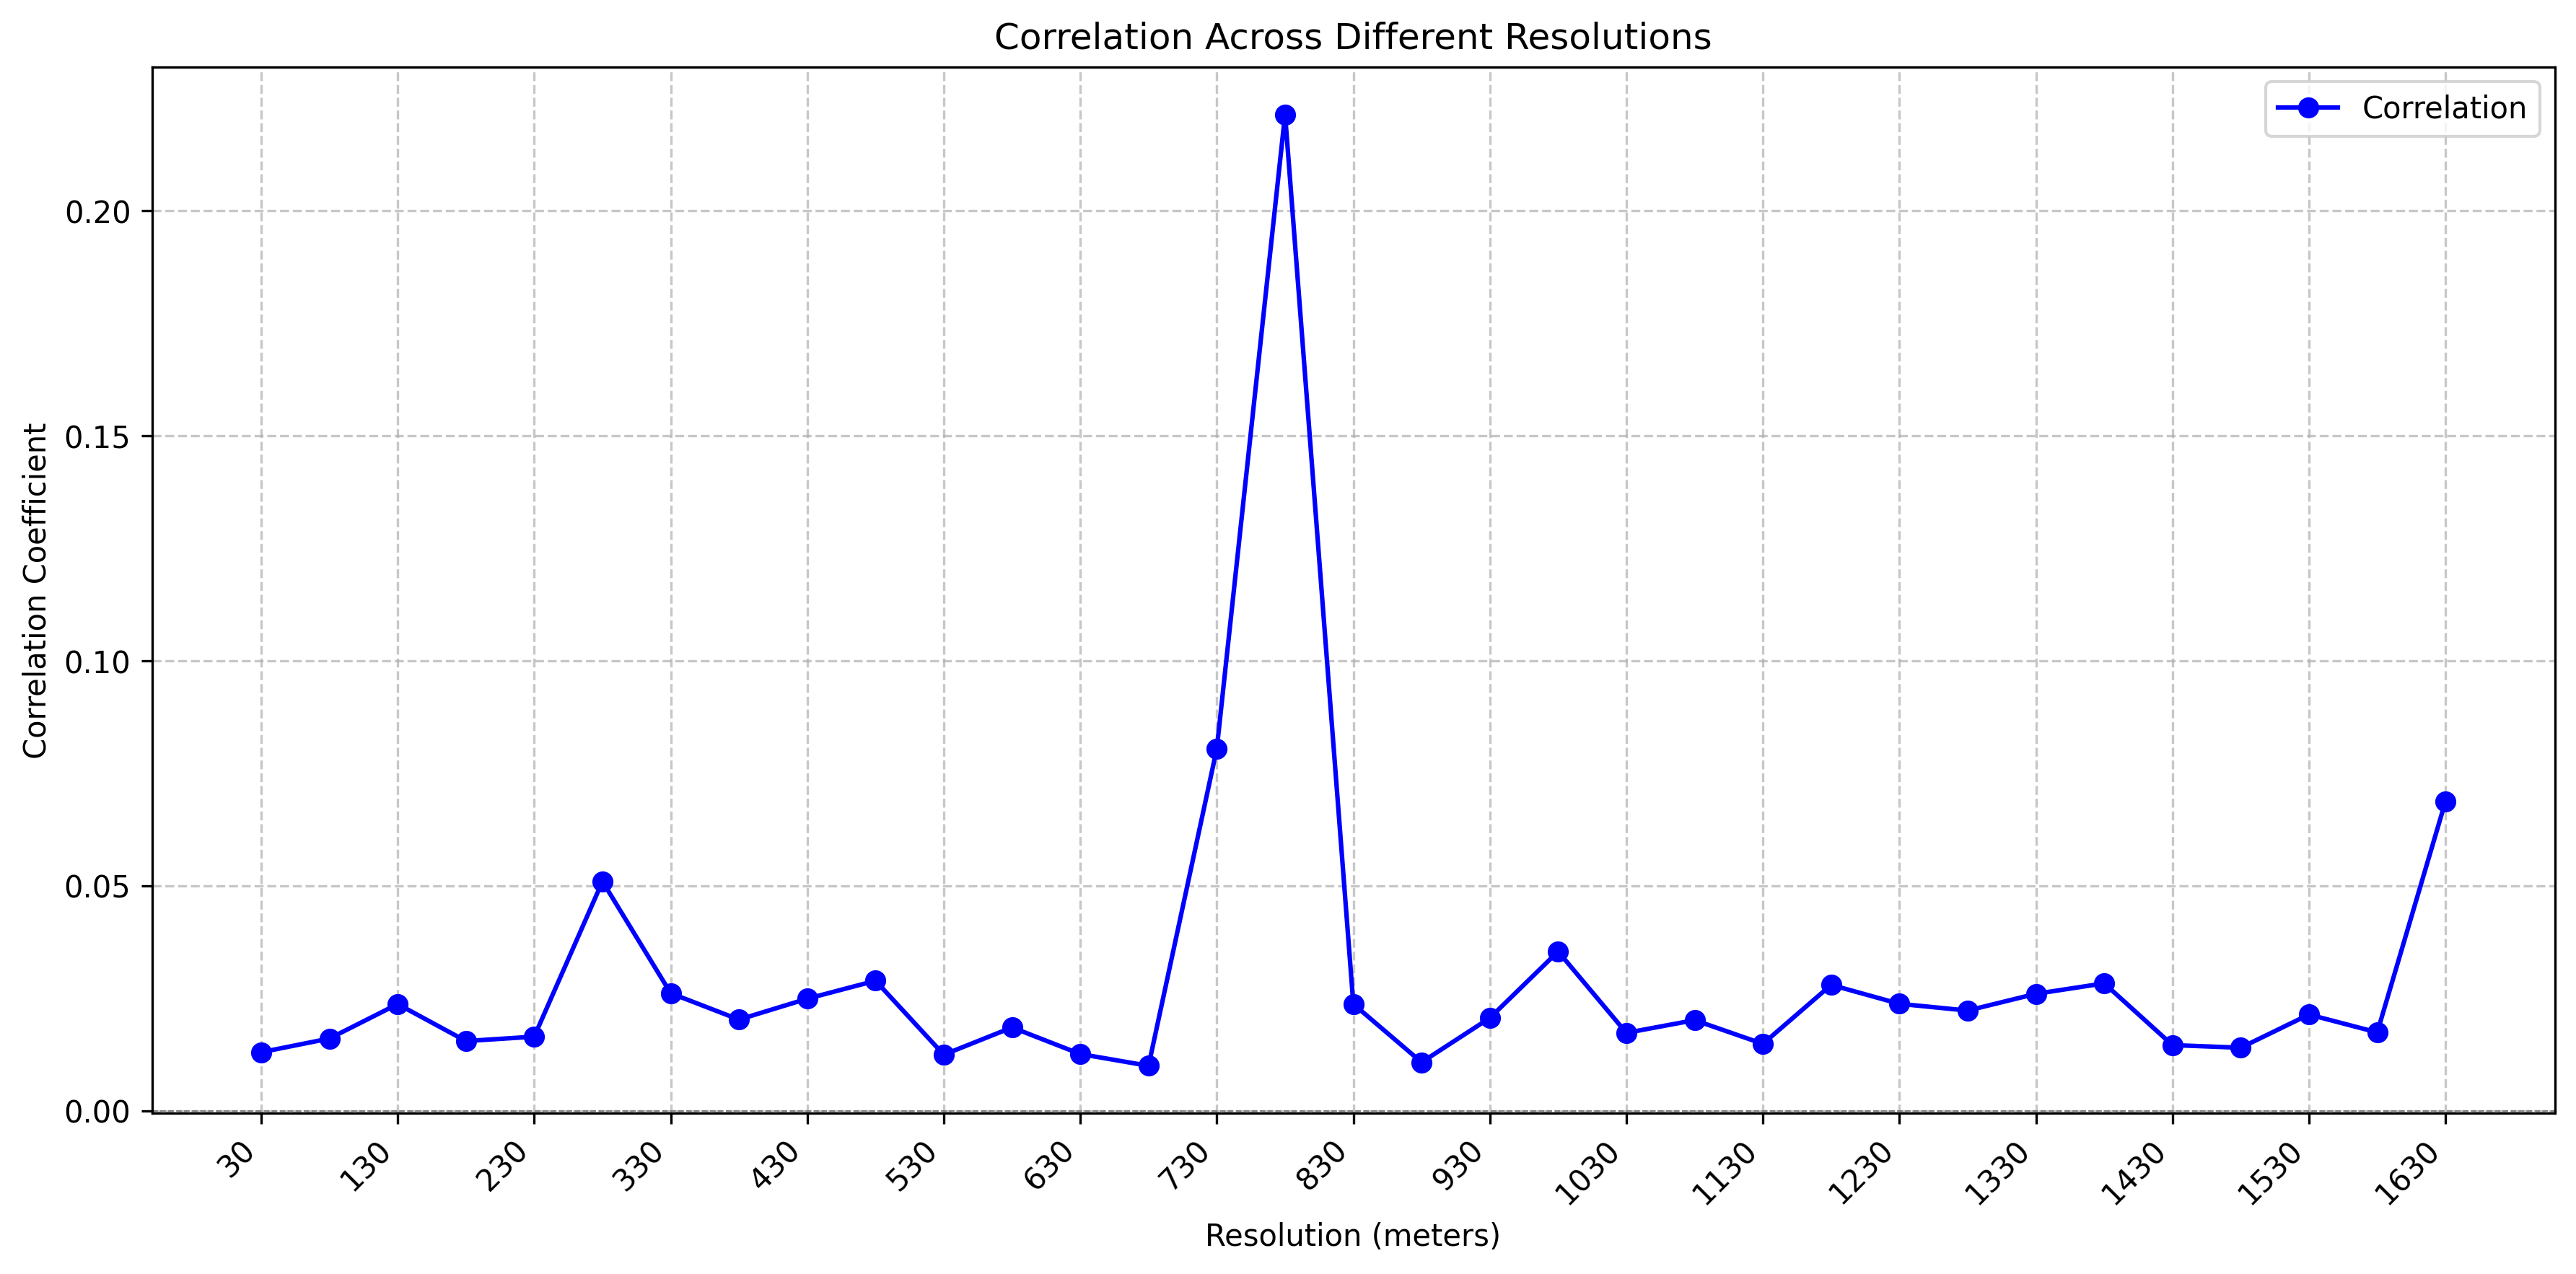 Correlation Across Different Resolutions
Correlation
Correlation Coefficient
0.20
0.15
0.10
0.05
0.00
30 130 230 330 430 530 630 730 830 930 1030 1130 1230 1330 1430 1530 1630
Resolution (meters)